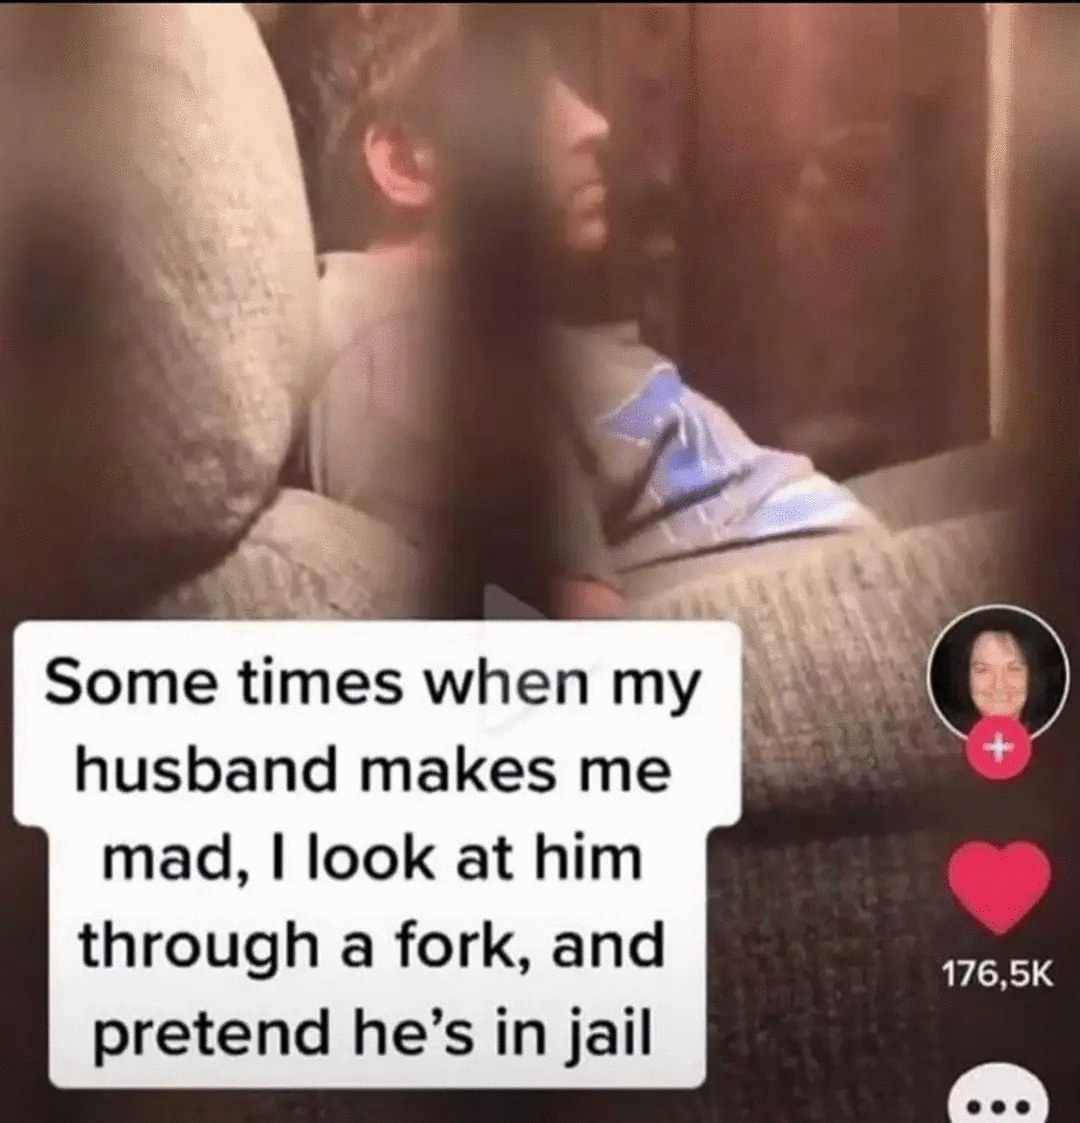 Some times when my
husband makes me
mad, I look at him
through a fork, and
pretend he's in jail
176,5K